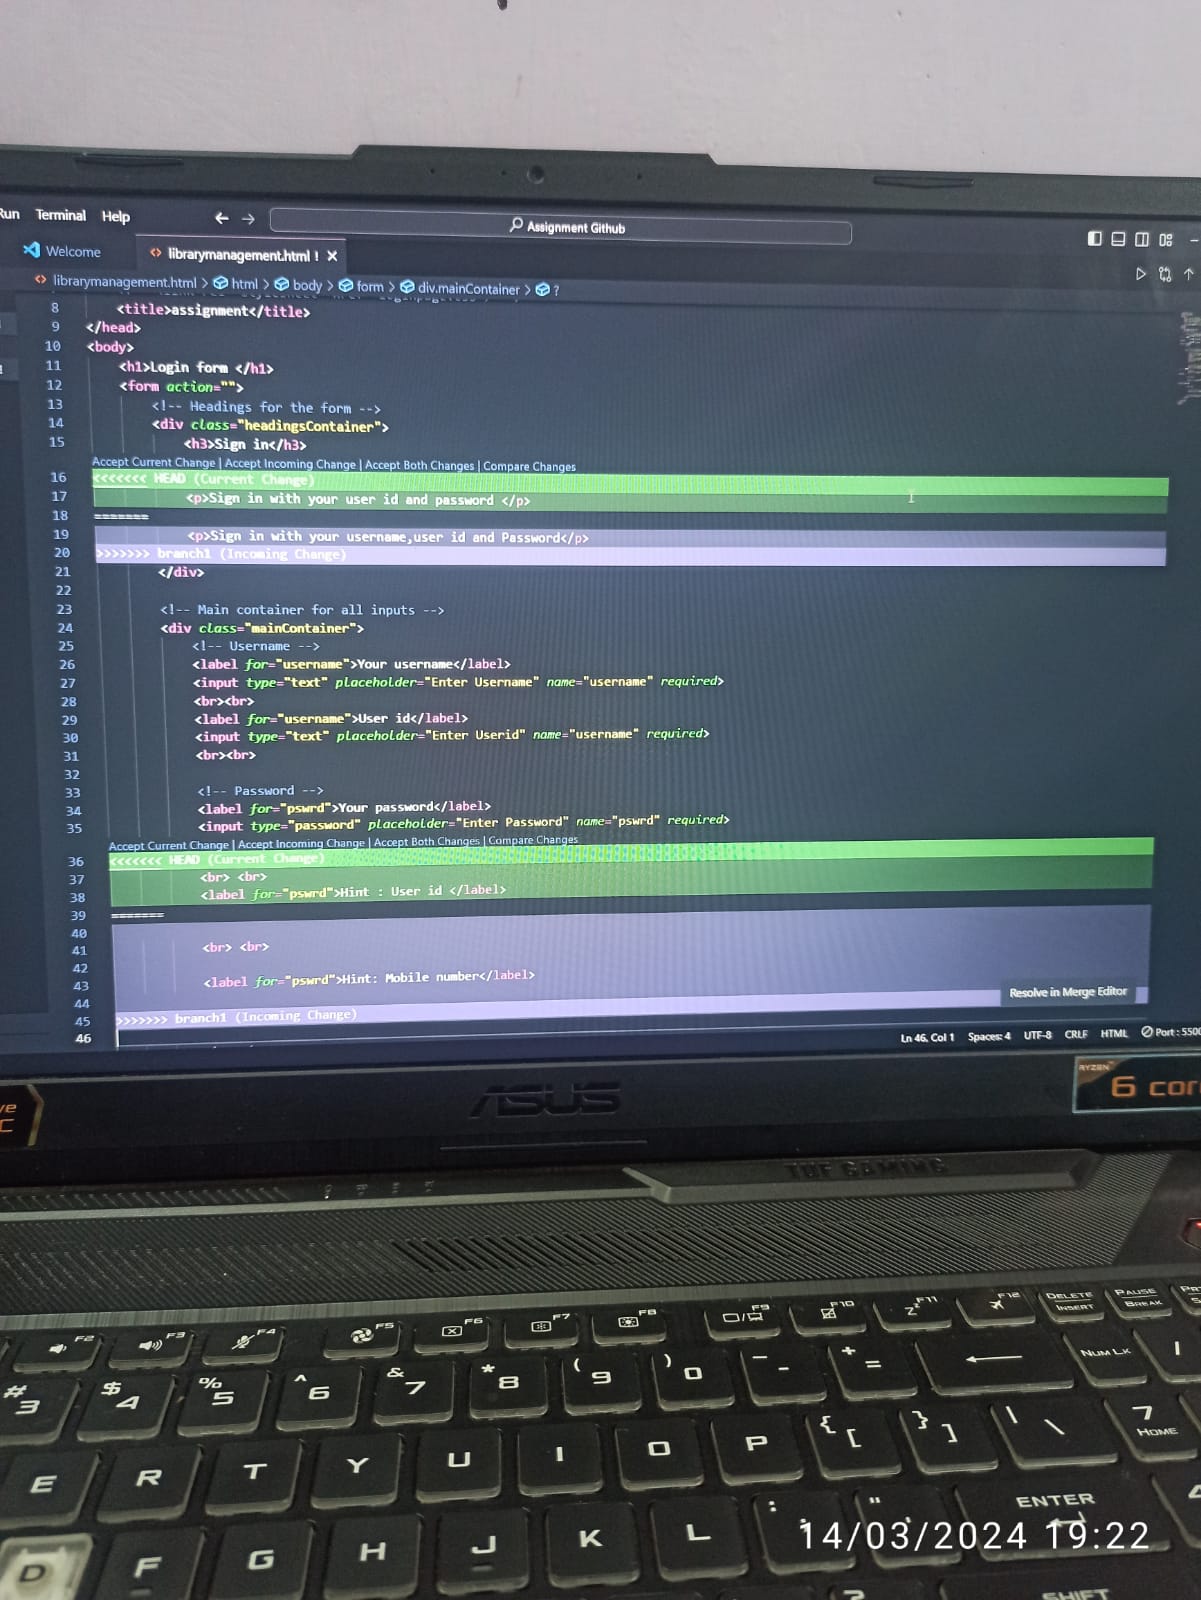 Run Terminal Help
Assignment Github
Welcome
librarymanagement.html !
librarymanagement.html > html > body > form > div.mainContainer > ?
8 <title>assignment</title>
9 </head>
10 <body>
11 <h1>Login form </h1>
12 <form action="">
13 <!-- Headings for the form -->
14 <div class="headingsContainer">
15 <h3>Sign in</h3>
Accept Current Change | Accept Incoming Change | Accept Both Changes | Compare Changes
16 <<<<<<< HEAD (Current Change)
17 <p>Sign in with your user id and password </p>
18 =======
19 <p>Sign in with your username,user id and Password</p>
20 >>>>>>> branch1 (Incoming Change)
21 </div>
22
23 <!-- Main container for all inputs -->
24 <div class="mainContainer">
25 <!-- Username -->
26 <label for="username">Your username</label>
27 <input type="text" placeholder="Enter Username" name="username" required>
28 <br><br>
29 <label for="username">User id</label>
30 <input type="text" placeholder="Enter Userid" name="username" required>
31 <br><br>
32
33 <!-- Password -->
34 <label for="pswrd">Your password</label>
35 <input type="password" placeholder="Enter Password" name="pswrd" required>
Accept Current Change | Accept Incoming Change | Accept Both Changes | Compare Changes
36 <<<<<<< HEAD (Current Change)
37 <br> <br>
38 <label for="pswrd">Hint : User id </label>
39 =======
40
41 <br> <br>
42
43 <label for="pswrd">Hint: Mobile number</label>
44
Resolve in Merge Editor
45 >>>>>>> branch1 (Incoming Change)
46
Ln 46, Col 1 Spaces: 4 UTF-8 CRLF HTML Port : 5500
RYZEN
6 cor
ASUS
TUF GAMING
F2 F3 F4 F5 F6 F7 F8 F9 F10 F11 F12 DELETE INSERT PAUSE BREAK
# 3 $ 4 % 5 ^ 6 & 7 * 8 ( 9 ) 0 _ - + = NUM LK
E R T Y U I O P { [ } ] | \ 7 HOME
D F G H J K L : ; " ' ENTER
14/03/2024 19:22
? SHIFT